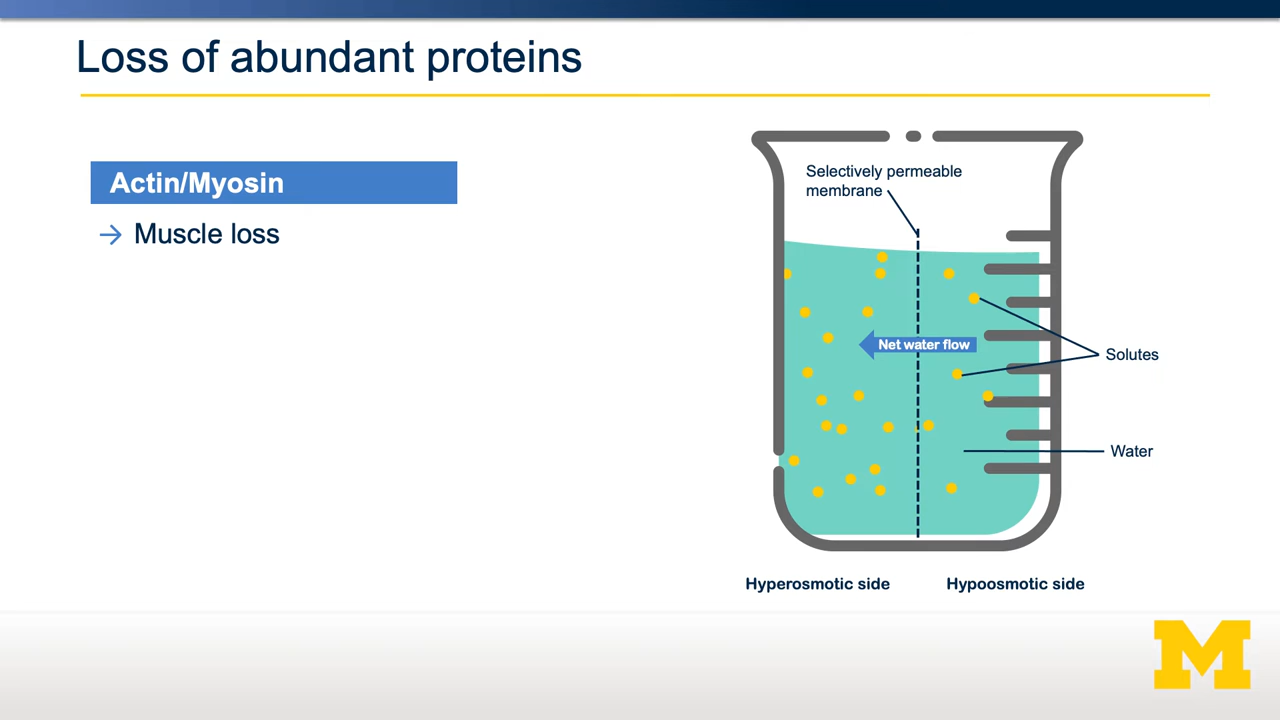 Loss of abundant proteins
Actin/Myosin
→ Muscle loss
Selectively permeable
membrane
Net water flow
Solutes
Water
Hyperosmotic side
Hypoosmotic side
M